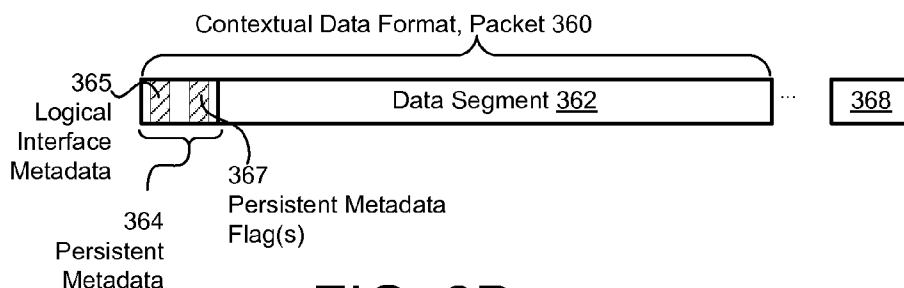 Contextual Data Format, Packet 360
365
Logical
Interface
Metadata
Data Segment 362
...
368
367
Persistent Metadata
Flag(s)
364
Persistent
Metadata